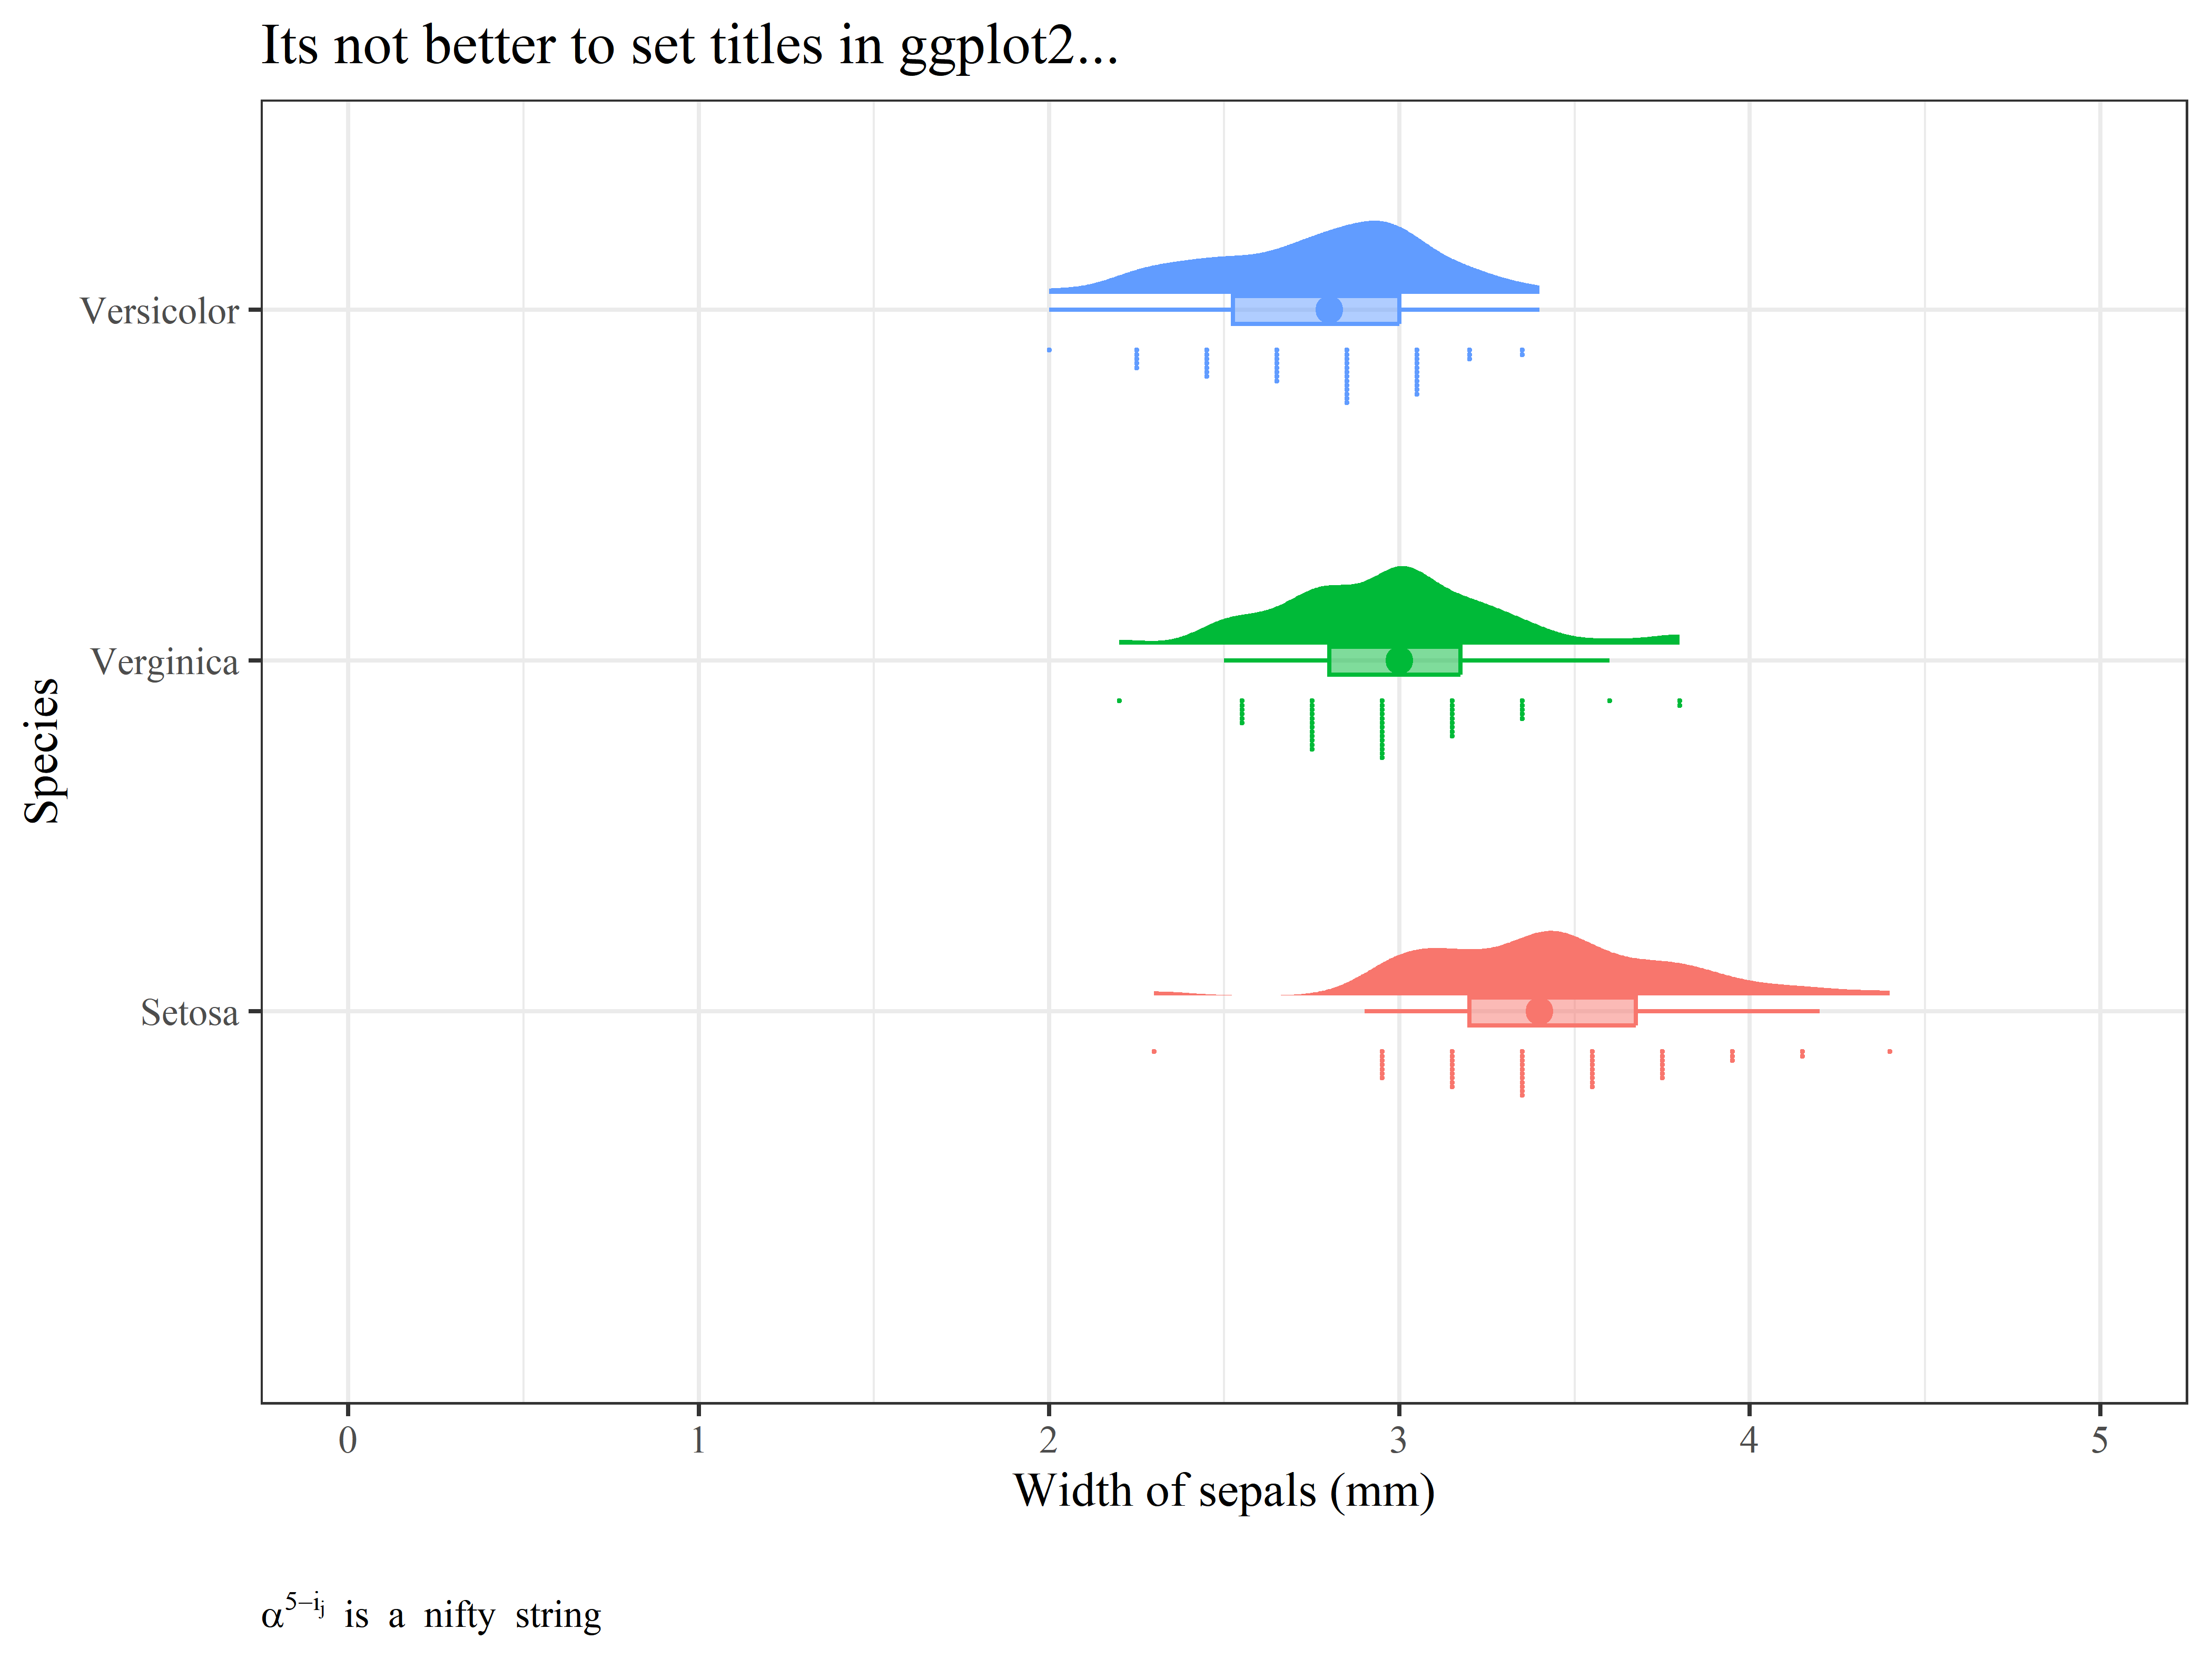 Its not better to set titles in ggplot2...
Versicolor
Verginica
Setosa
Species
0 1 2 3 4 5
Width of sepals (mm)
α^{5−i_j} is a nifty string